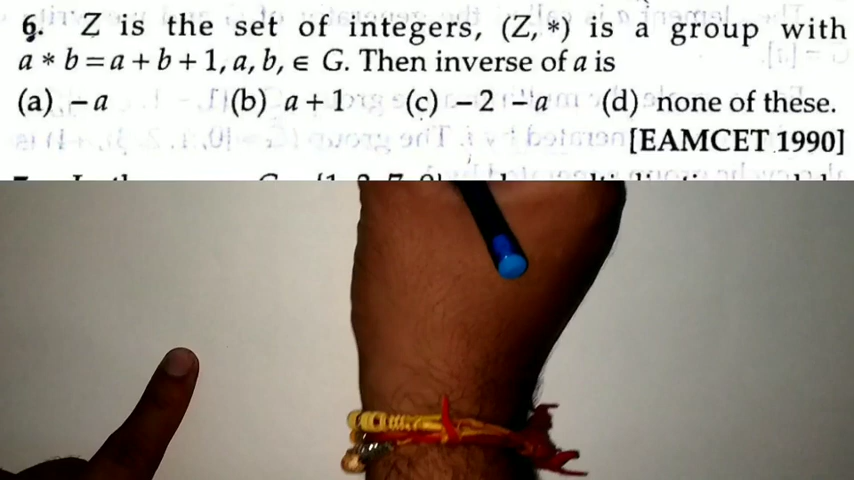 6. Z is the set of integers, (Z, *) is a group with
a * b = a + b + 1, a, b, ∈ G. Then inverse of a is
(a) – a (b) a + 1 (c) – 2 – a (d) none of these.
[EAMCET 1990]